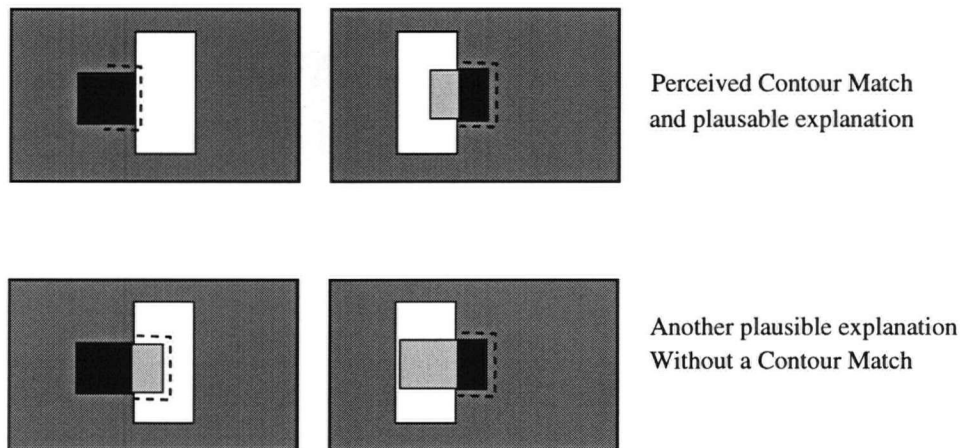 Perceived Contour Match
and plausable explanation
Another plausible explanation
Without a Contour Match